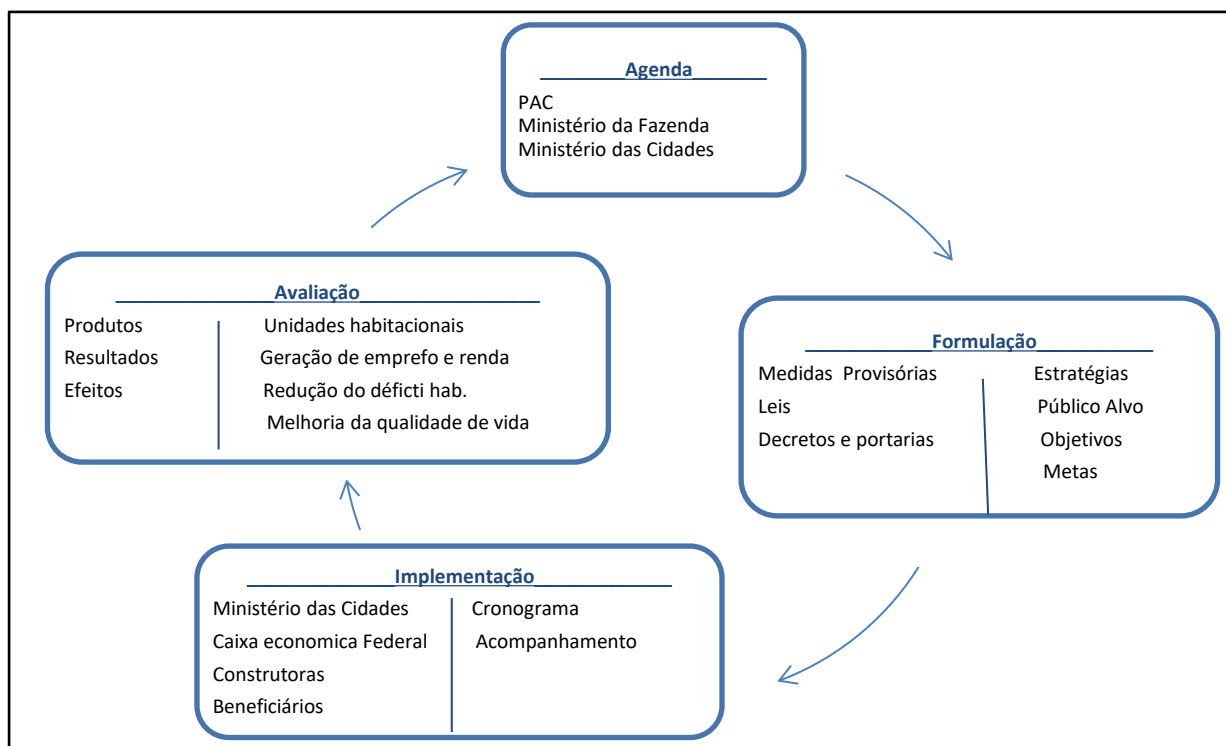 Agenda
PAC
Ministério da Fazenda
Ministério das Cidades
Avaliação
Produtos
Resultados
Efeitos
Unidades habitacionais
Geração de emprefo e renda
Redução do déficti hab.
Melhoria da qualidade de vida
Formulação
Medidas Provisórias
Leis
Decretos e portarias
Estratégias
Público Alvo
Objetivos
Metas
Implementação
Ministério das Cidades
Caixa economica Federal
Construtoras
Beneficiários
Cronograma
Acompanhamento